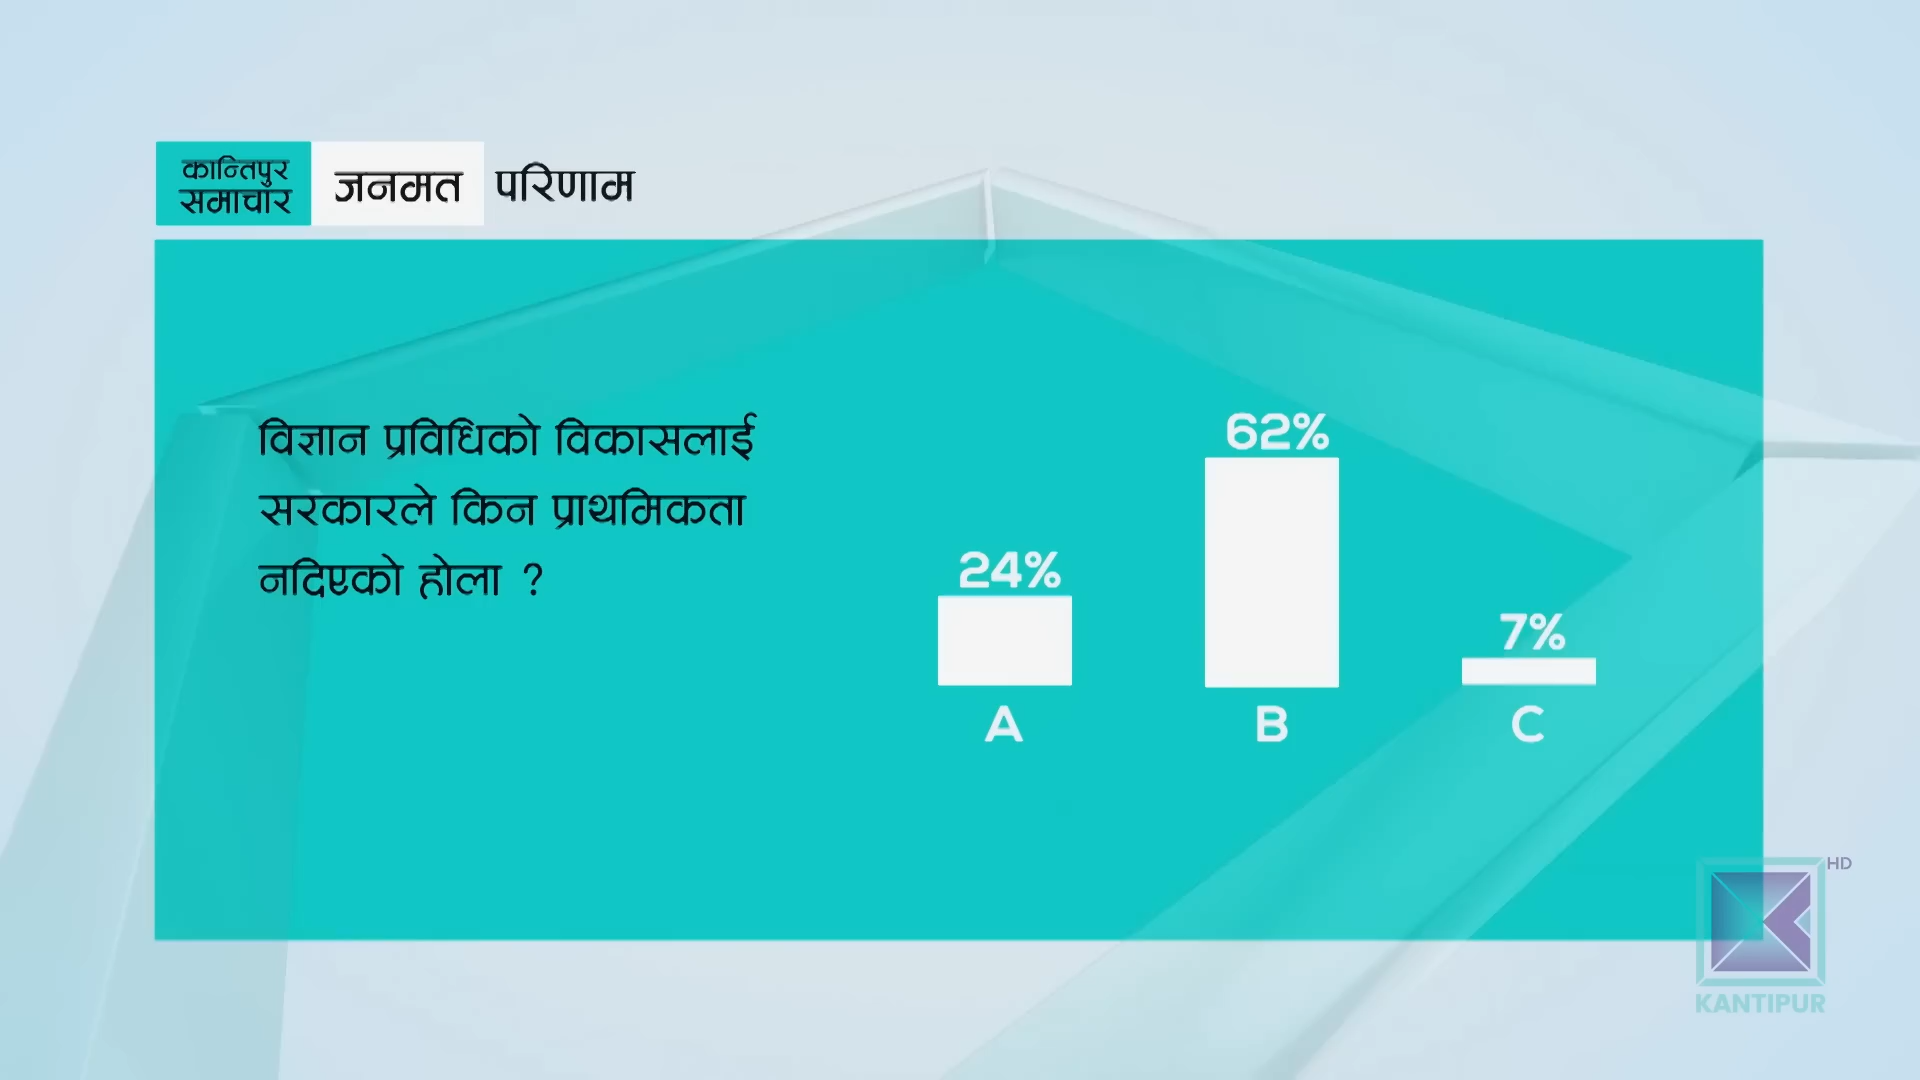 कान्तिपुर
समाचार
जनमत परिणाम
विज्ञान प्रविधिको विकासलाई
सरकारले किन प्राथमिकता
नदिएको होला ?
24%
62%
7%
A
B
C
HD
KANTIPUR